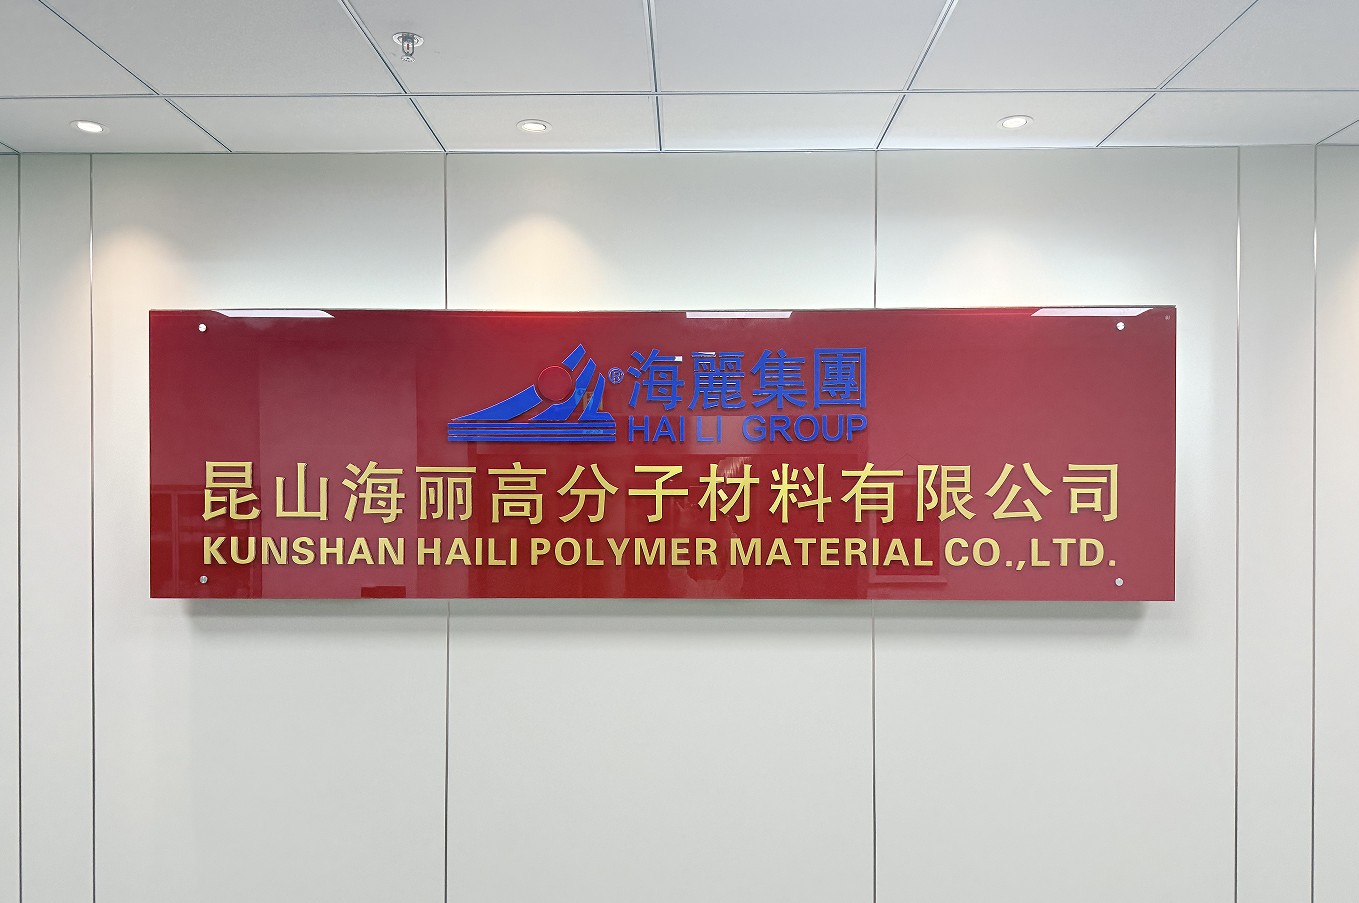 ® 海麗集團
HAI LI GROUP
昆山海丽高分子材料有限公司
KUNSHAN HAILI POLYMER MATERIAL CO.,LTD.